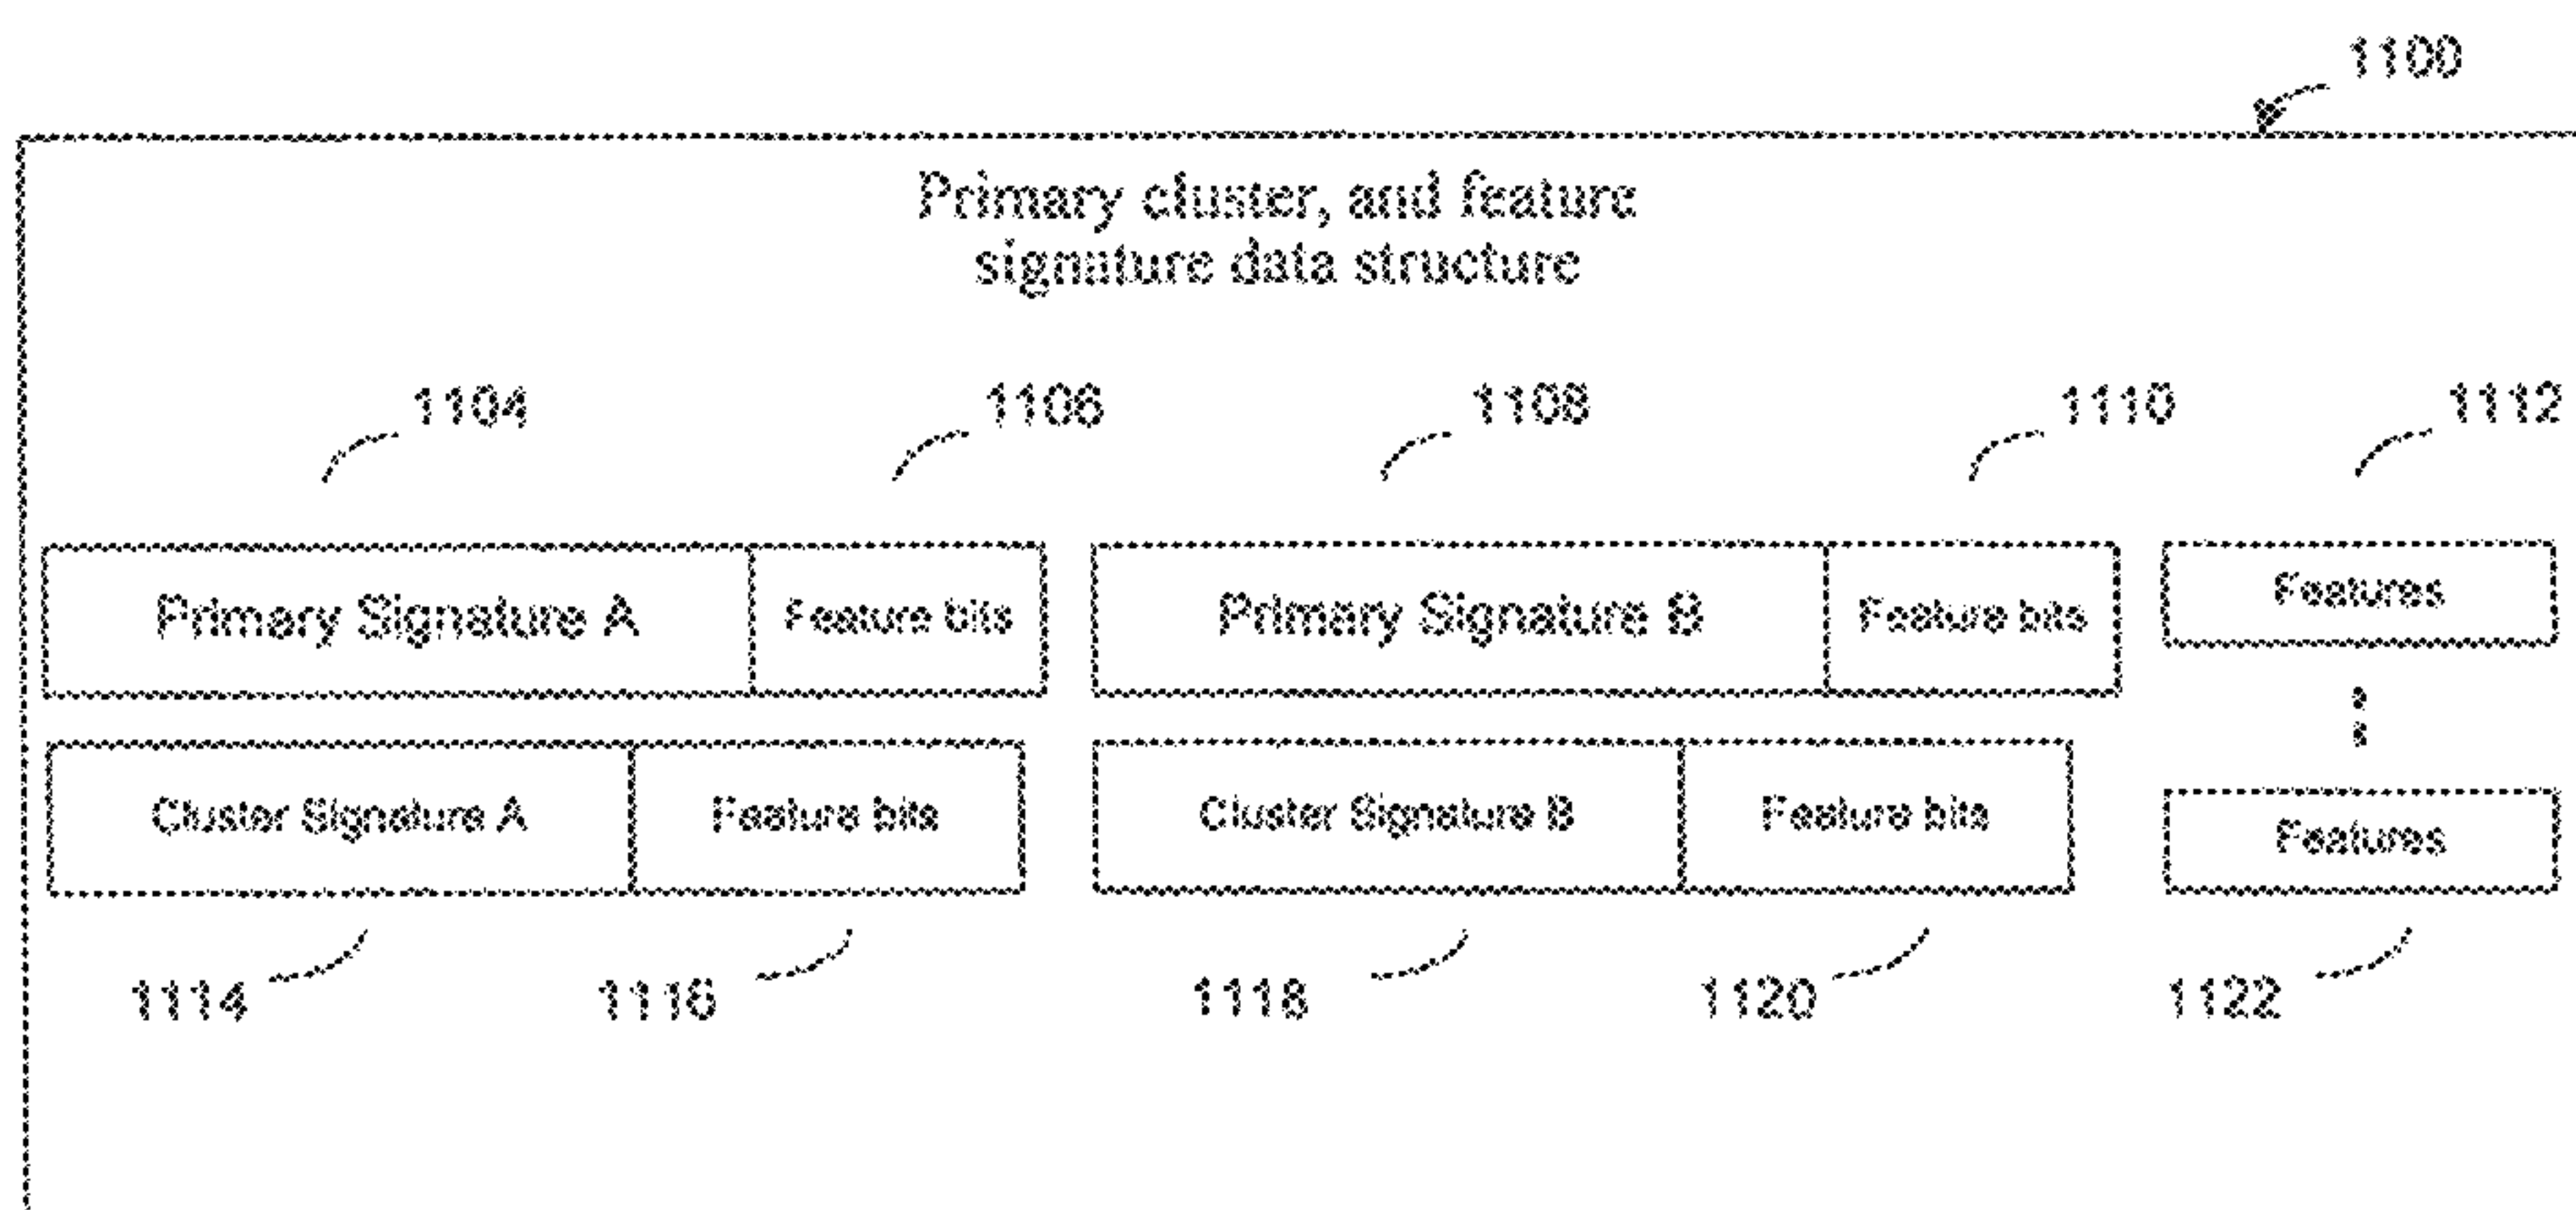 1100
Primary cluster, and feature
signature data structure
1104 1106 1108 1110 1112
Primary Signature A Feature bits Primary Signature B Feature bits Features
Cluster Signature A Feature bits Cluster Signature B Feature bits Features
1114 1116 1118 1120 1122